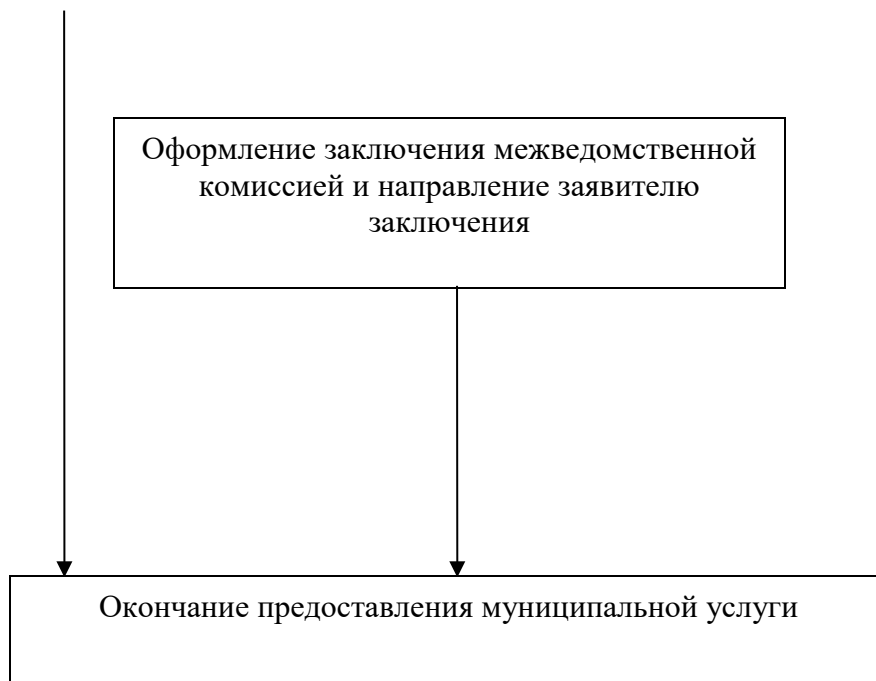 Оформление заключения межведомственной
комиссией и направление заявителю
заключения
Окончание предоставления муниципальной услуги